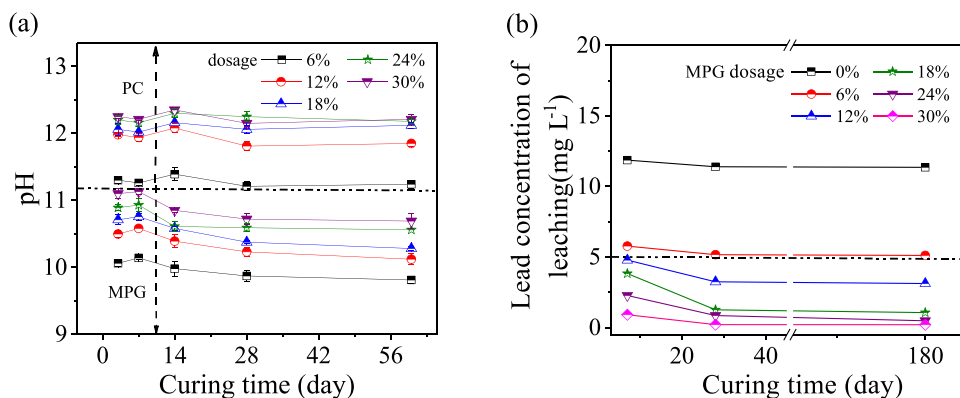 (a)
pH
13
12
11
10
9
PC
MPG
dosage
6%
12%
18%
24%
30%
0
14
28
42
56
Curing time (day)
(b)
Lead concentration of
leaching(mg L⁻¹)
20
15
10
5
0
MPG dosage
0%
6%
12%
18%
24%
30%
20
40
180
Curing time (day)